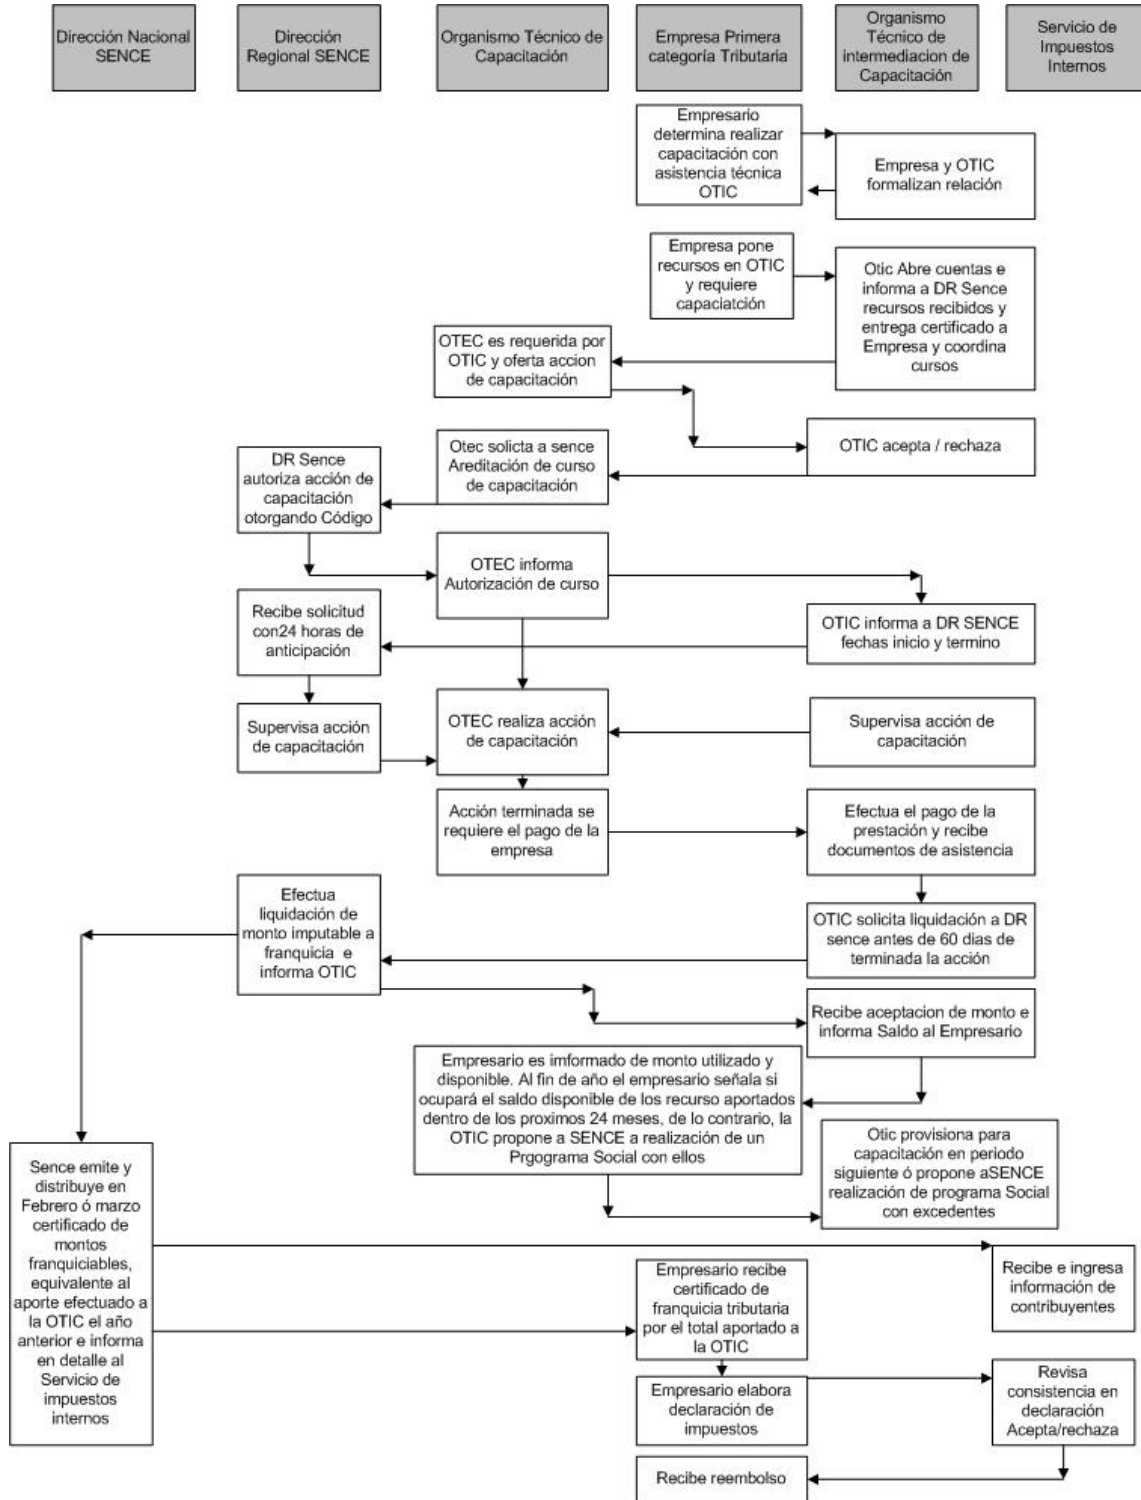 Dirección Nacional
SENCE
Dirección
Regional SENCE
Organismo Técnico de
Capacitación
Empresa Primera
categoría Tributaria
Organismo
Técnico de
intermediacion de
Capacitación
Servicio de
Impuestos
Internos
Empresario
determina realizar
capacitación con
asistencia técnica
OTIC
Empresa y OTIC
formalizan relación
Empresa pone
recursos en OTIC
y requiere
capaciatción
Otic Abre cuentas e
informa a DR Sence
recursos recibidos y
entrega certificado a
Empresa y coordina
cursos
OTEC es requerida por
OTIC y oferta accion
de capacitación
OTIC acepta / rechaza
Otec solicta a sence
Areditación de curso
de capacitación
DR Sence
autoriza acción de
capacitación
otorgando Código
OTEC informa
Autorización de curso
OTIC informa a DR SENCE
fechas inicio y termino
Recibe solicitud
con24 horas de
anticipación
Supervisa acción
de capacitación
OTEC realiza acción
de capacitación
Supervisa acción de
capacitación
Acción terminada se
requiere el pago de la
empresa
Efectua el pago de la
prestación y recibe
documentos de asistencia
Efectua
liquidación de
monto imputable a
franquicia e
informa OTIC
OTIC solicita liquidación a DR
sence antes de 60 dias de
terminada la acción
Recibe aceptacion de monto e
informa Saldo al Empresario
Empresario es imformado de monto utilizado y
disponible. Al fin de año el empresario señala si
ocupará el saldo disponible de los recurso aportados
dentro de los proximos 24 meses, de lo contrario, la
OTIC propone a SENCE a realización de un
Prgograma Social con ellos
Otic provisiona para
capacitación en periodo
siguiente ó propone aSENCE
realización de programa Social
con excedentes
Sence emite y
distribuye en
Febrero ó marzo
certificado de
montos
franquiciables,
equivalente al
aporte efectuado a
la OTIC el año
anterior e informa
en detalle al
Servicio de
impuestos
internos
Recibe e ingresa
información de
contribuyentes
Empresario recibe
certificado de
franquicia tributaria
por el total aportado a
la OTIC
Empresario elabora
declaración de
impuestos
Revisa
consistencia en
declaración
Acepta/rechaza
Recibe reembolso